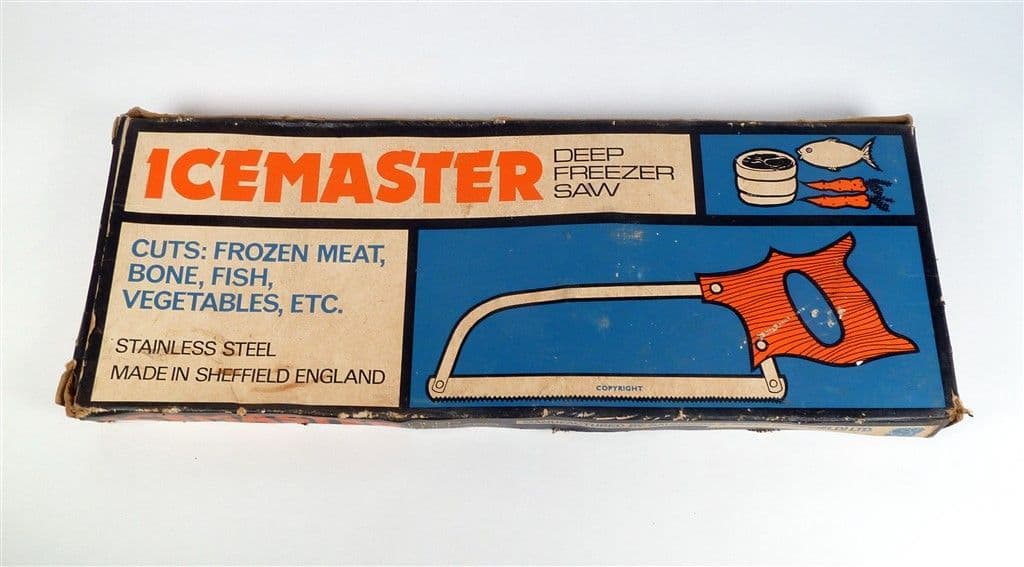 ICEMASTER
DEEP
FREEZER
SAW
CUTS: FROZEN MEAT,
BONE, FISH,
VEGETABLES, ETC.
STAINLESS STEEL
MADE IN SHEFFIELD ENGLAND
COPYRIGHT